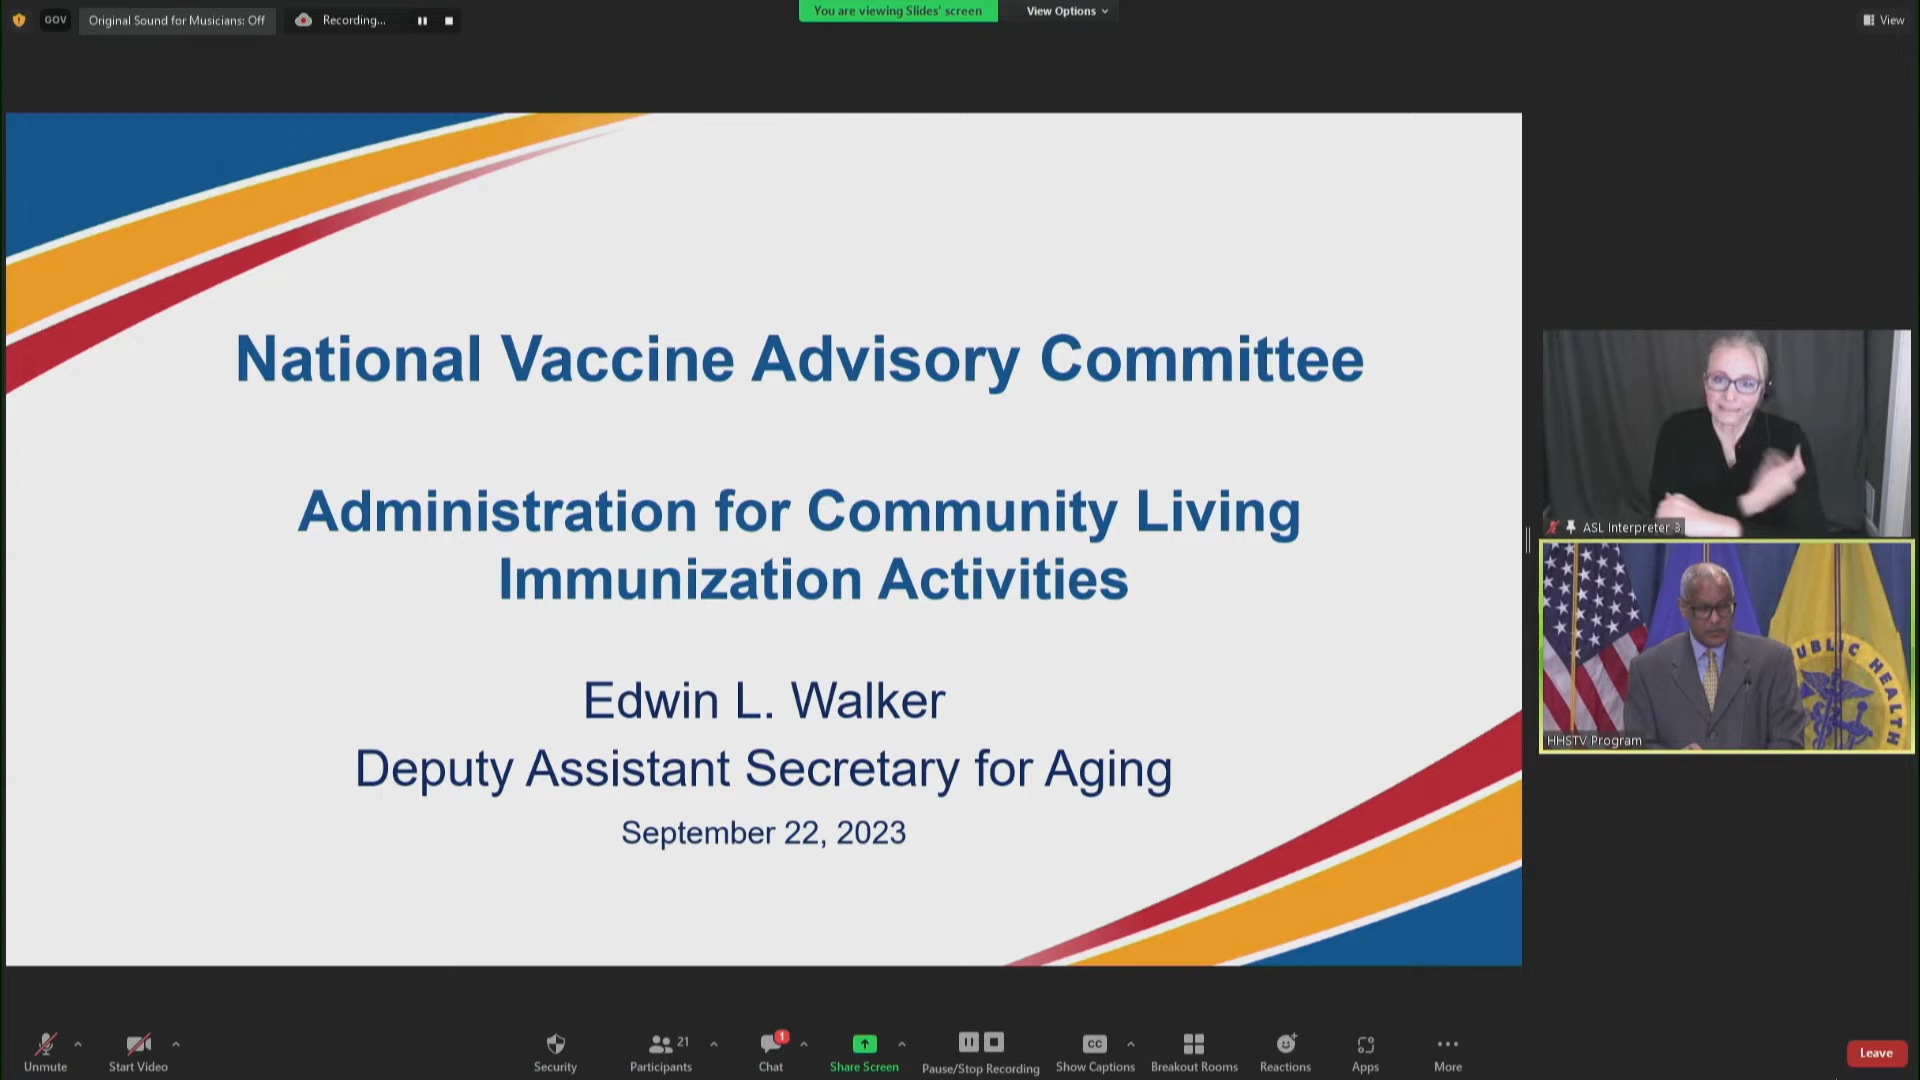 GOV
Original Sound for Musicians: Off
Recording...
You are viewing Slides' screen
View Options
View
National Vaccine Advisory Committee
Administration for Community Living
Immunization Activities
Edwin L. Walker
Deputy Assistant Secretary for Aging
September 22, 2023
ASL Interpreter 3
UBLIC HEALTH
HHSTV Program
Unmute
Start Video
Security
21
Participants
1
Chat
Share Screen
Pause/Stop Recording
CC
Show Captions
Breakout Rooms
Reactions
Apps
More
Leave